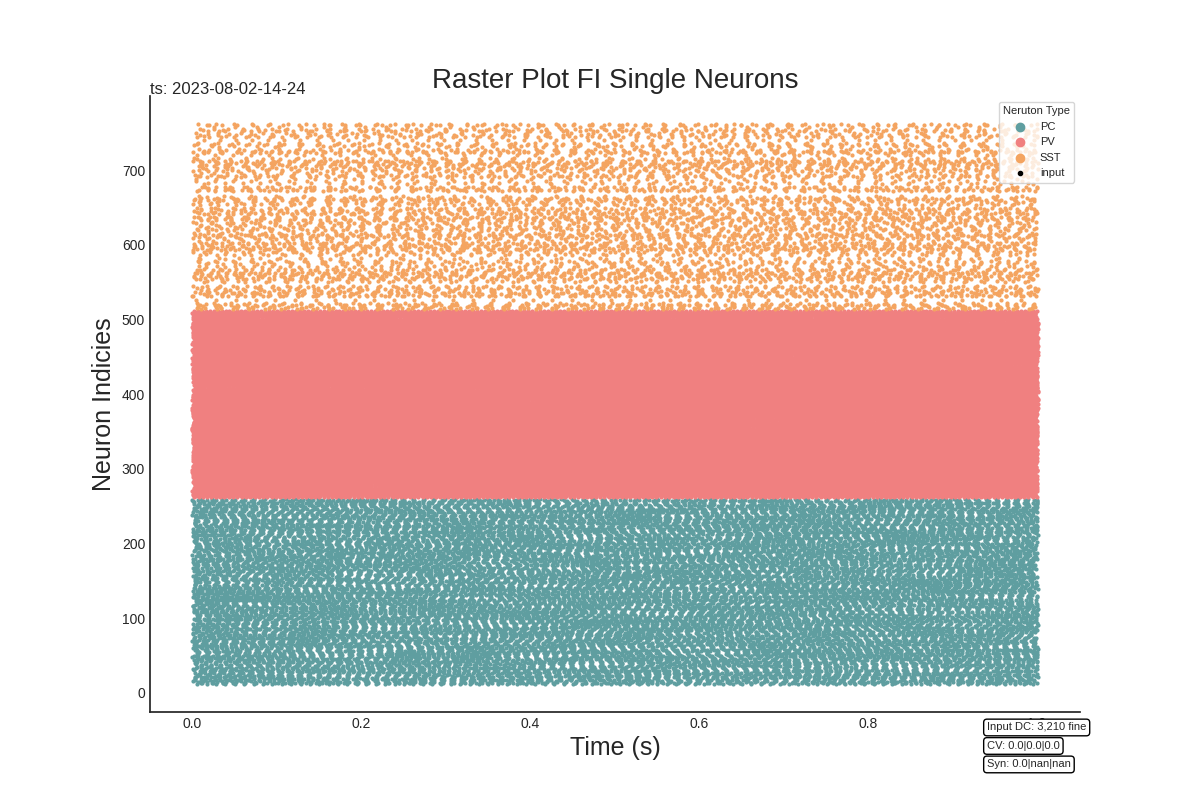 Raster Plot FI Single Neurons
ts: 2023-08-02-14-24
Neruton Type
PC
PV
SST
input
Neuron Indicies
700
600
500
400
300
200
100
0
0.0 0.2 0.4 0.6 0.8
Time (s)
Input DC: 3,210 fine
CV: 0.0|0.0|0.0
Syn: 0.0|nan|nan